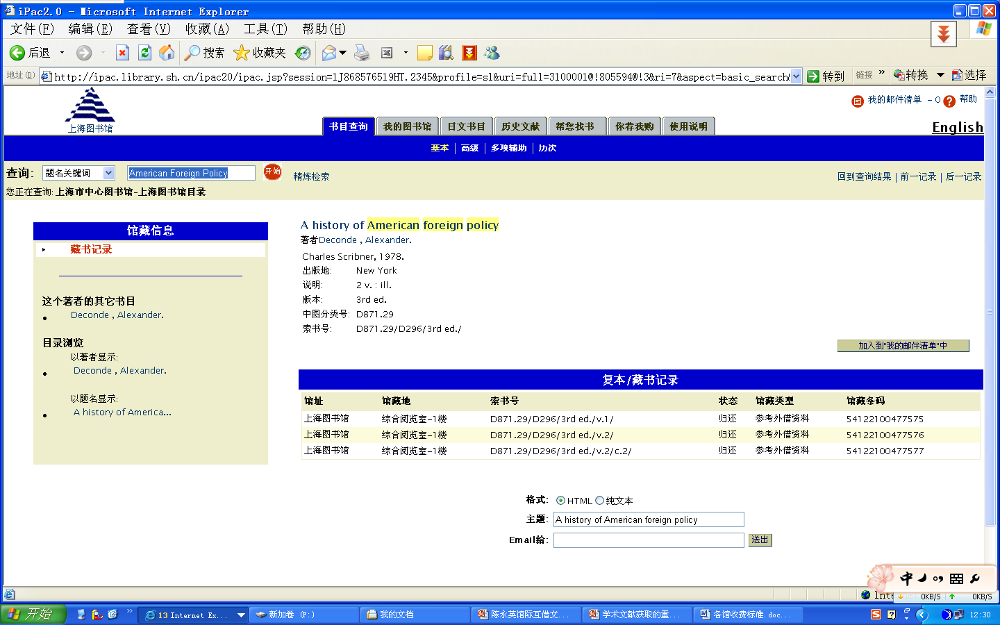 iPac2.0 - Microsoft Internet Explorer
文件(F) 编辑(E) 查看(V) 收藏(A) 工具(T) 帮助(H)
后退 搜索 收藏夹
地址(D) http://ipac.library.sh.cn/ipac20/ipac.jsp?session=1J868576519HT.2345&profile=sl&uri=full=3100001@!805594@!3&ri=7&aspect=basic_search& 转到 链接 » 转换 选择
我的邮件清单 - 0 帮助
上海图书馆
书目查询 我的图书馆 日文书目 历史文献 帮您找书 你荐我购 使用说明 English
基本 | 高级 | 多项辅助 | 历次
查询: 题名关键词 American Foreign Policy 开始 精炼检索 回到查询结果 | 前一记录 | 后一记录
您正在查询: 上海市中心图书馆-上海图书馆目录
馆藏信息
藏书记录
这个著者的其它书目
Deconde , Alexander.
目录浏览
以著者显示:
Deconde , Alexander.
以题名显示:
A history of America...
A history of American foreign policy
著者Deconde , Alexander.
Charles Scribner, 1978.
出版地: New York
说明: 2 v. : ill.
版本: 3rd ed.
中图分类号: D871.29
索书号: D871.29/D296/3rd ed./
加入到"我的邮件清单"中
复本/藏书记录
馆址 馆藏地 索书号 状态 馆藏类型 馆藏条码
上海图书馆 综合阅览室-1楼 D871.29/D296/3rd ed./v.1/ 归还 参考外借资料 54122100477575
上海图书馆 综合阅览室-1楼 D871.29/D296/3rd ed./v.2/ 归还 参考外借资料 54122100477576
上海图书馆 综合阅览室-1楼 D871.29/D296/3rd ed./v.2/c.2/ 归还 参考外借资料 54122100477577
格式: HTML 纯文本
主题: A history of American foreign policy
Email给: 送出
中
Inte 0KB/S 0KB/S
开始 » 13 Internet Ex... 新加卷 (F:) 我的文档 陈永英馆际互借文... 学术文献获取的重... 各馆收费标准.doc... 12:30